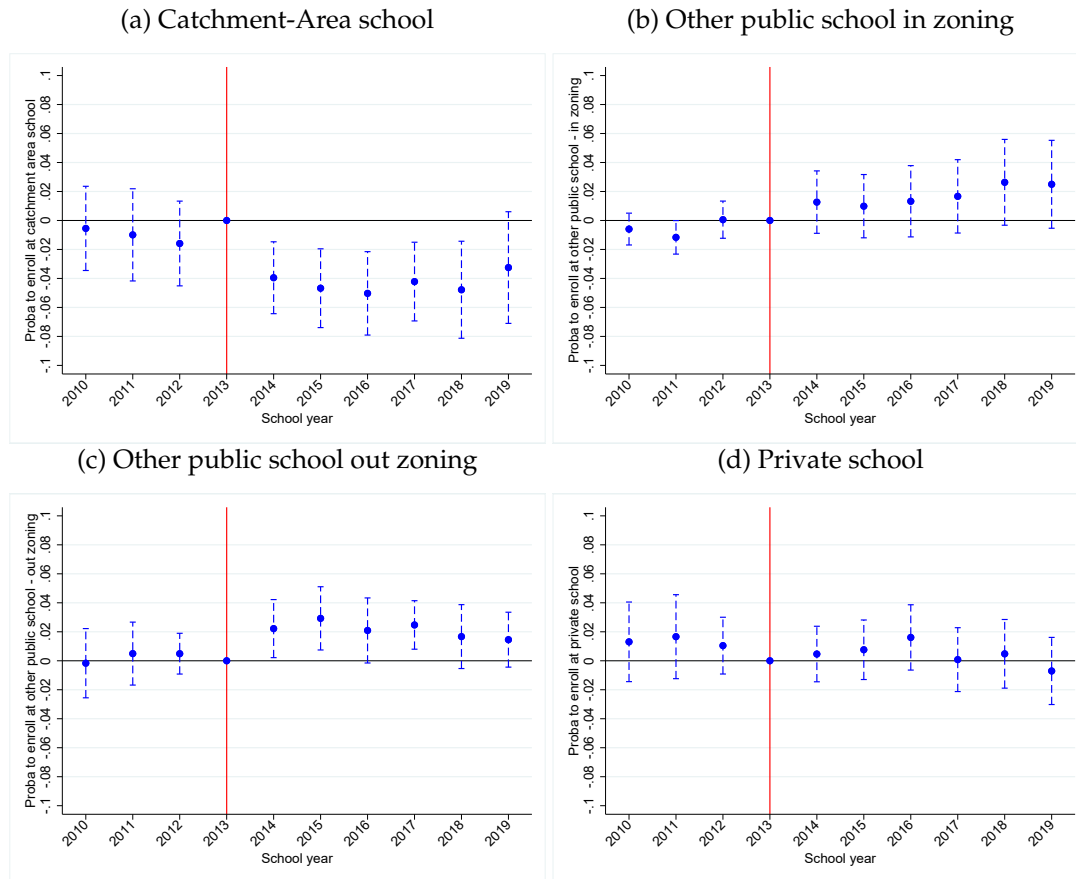 (a) Catchment-Area school
Proba to enroll at catchment area school
.1
.08
.06
.04
.02
0
-.02
-.04
-.06
-.08
-.1
2010 2011 2012 2013 2014 2015 2016 2017 2018 2019
School year
(b) Other public school in zoning
Proba to enroll at other public school - in zoning
.1
.08
.06
.04
.02
0
-.02
-.04
-.06
-.08
-.1
2010 2011 2012 2013 2014 2015 2016 2017 2018 2019
School year
(c) Other public school out zoning
Proba to enroll at other public school - out zoning
.1
.08
.06
.04
.02
0
-.02
-.04
-.06
-.08
-.1
2010 2011 2012 2013 2014 2015 2016 2017 2018 2019
School year
(d) Private school
Proba to enroll at private school
.1
.08
.06
.04
.02
0
-.02
-.04
-.06
-.08
-.1
2010 2011 2012 2013 2014 2015 2016 2017 2018 2019
School year